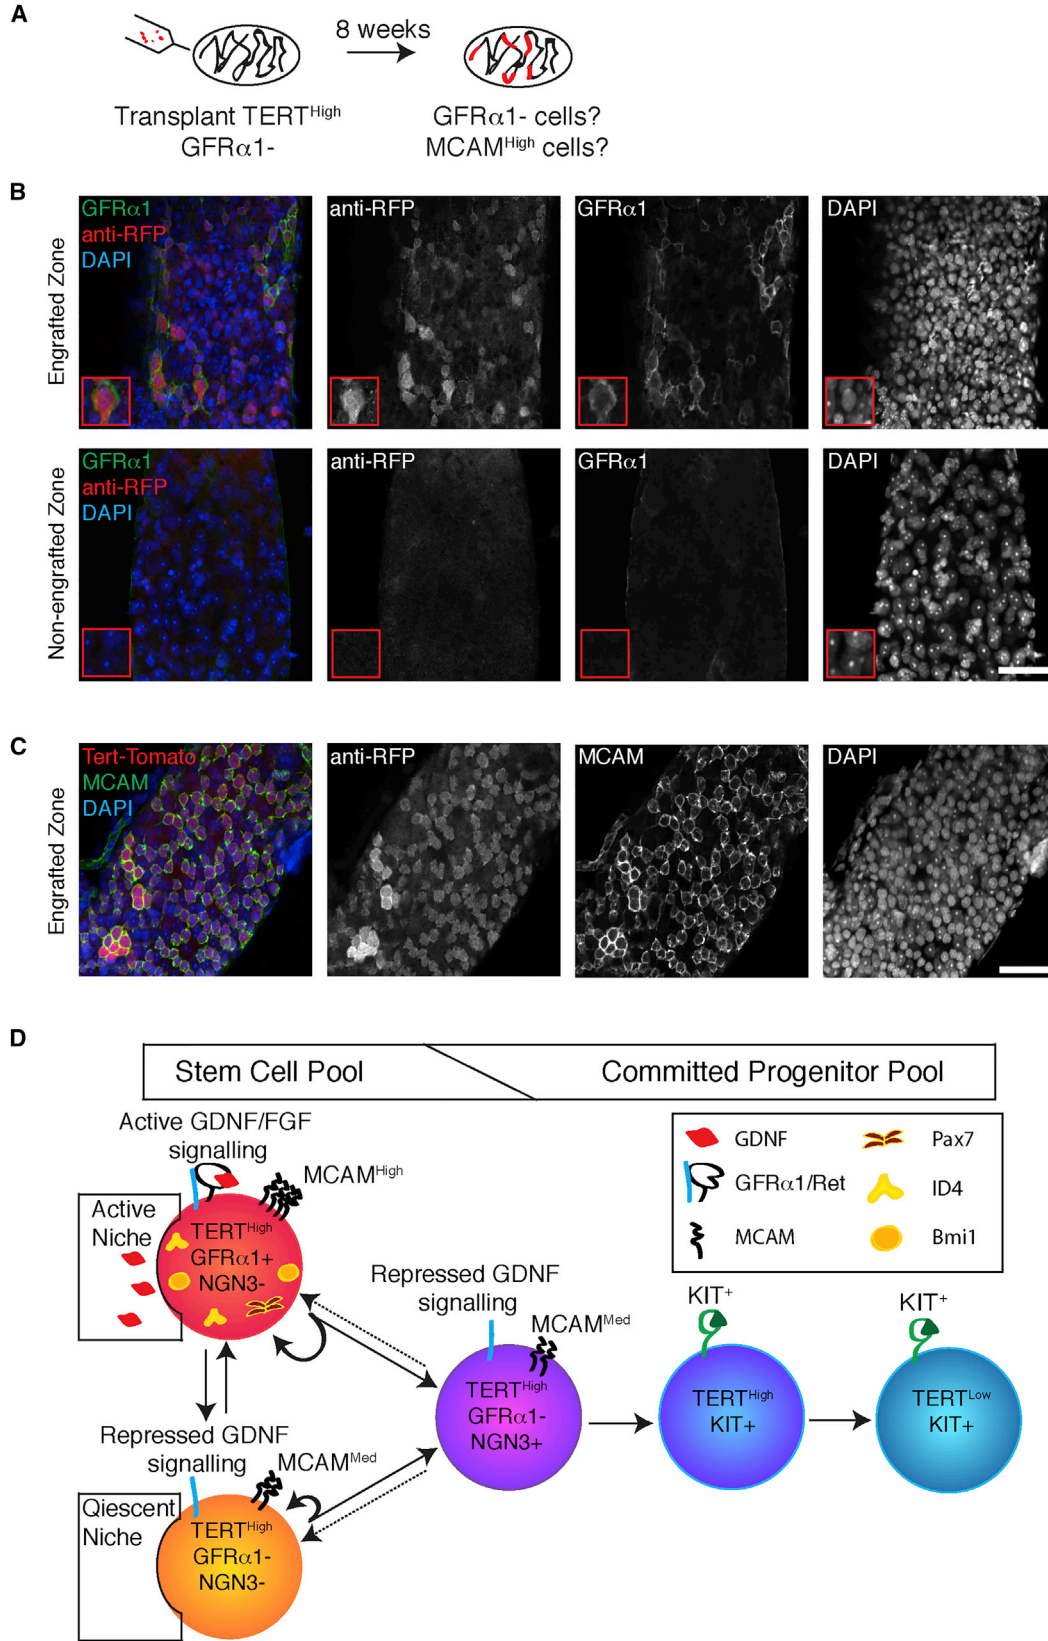 A
8 weeks
Transplant TERTHigh
GFRα1-
GFRα1- cells?
MCAMHigh cells?
B
Engrafted Zone
GFRα1
anti-RFP
DAPI
anti-RFP
GFRα1
DAPI
Non-engrafted Zone
GFRα1
anti-RFP
DAPI
anti-RFP
GFRα1
DAPI
C
Engrafted Zone
Tert-Tomato
MCAM
DAPI
anti-RFP
MCAM
DAPI
D
Stem Cell Pool
Committed Progenitor Pool
Active GDNF/FGF
signalling
MCAMHigh
Active
Niche
TERTHigh
GFRα1+
NGN3-
GDNF
GFRα1/Ret
MCAM
Pax7
ID4
Bmi1
Repressed GDNF
signalling
MCAMMed
TERTHigh
GFRα1-
NGN3+
KIT+
TERTHigh
KIT+
KIT+
TERTLow
KIT+
Repressed GDNF
signalling
MCAMMed
Qiescent
Niche
TERTHigh
GFRα1-
NGN3-